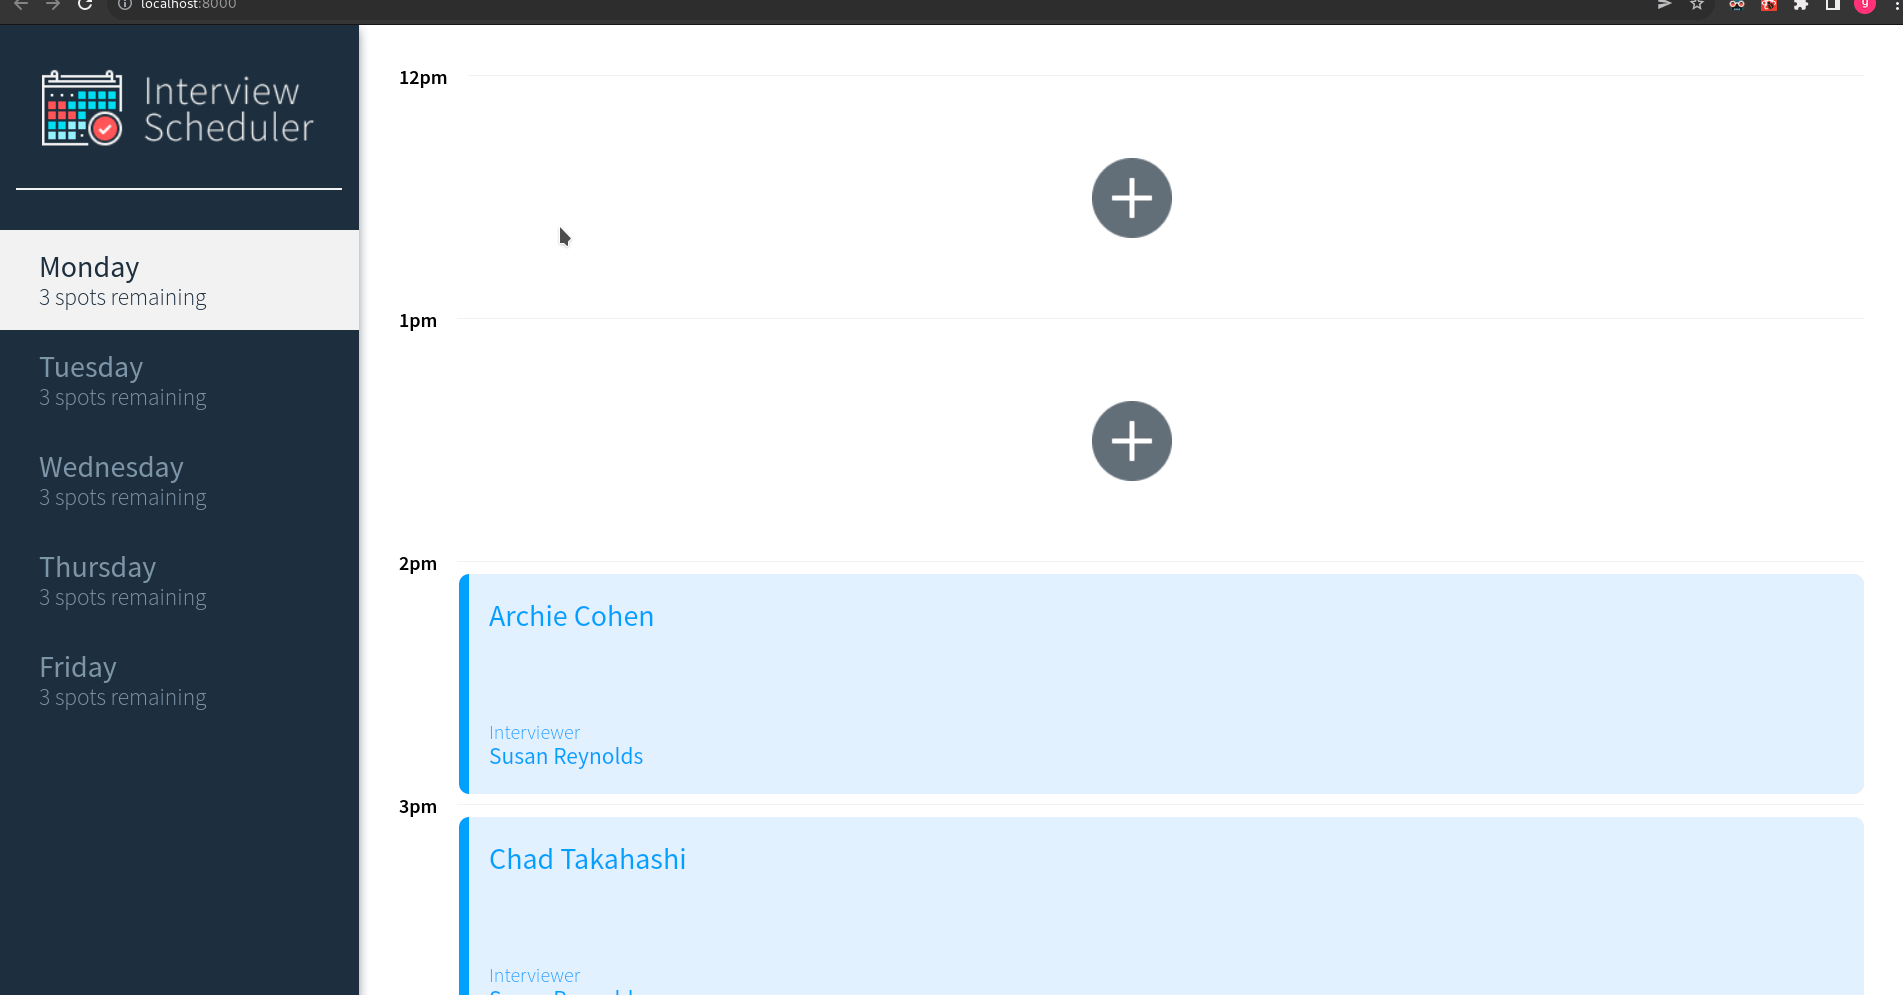 localhost:8000
g
Interview
Scheduler
Monday
3 spots remaining
Tuesday
3 spots remaining
Wednesday
3 spots remaining
Thursday
3 spots remaining
Friday
3 spots remaining
12pm
1pm
2pm
Archie Cohen
Interviewer
Susan Reynolds
3pm
Chad Takahashi
Interviewer